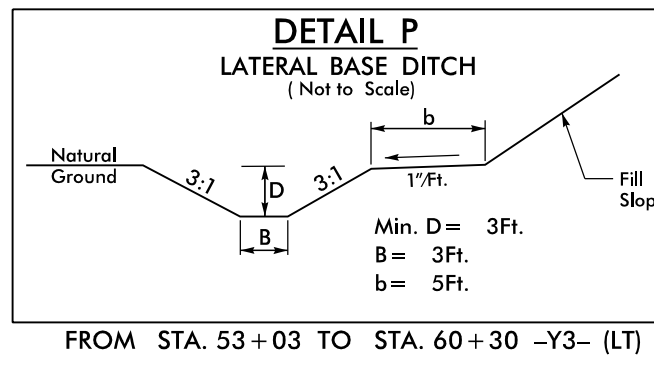 DETAIL P
LATERAL BASE DITCH
( Not to Scale)
b
Natural
Ground
3:1
D
3:1
1"/Ft.
Fill
Slop
B
Min. D= 3Ft.
B= 3Ft.
b= 5Ft.
FROM STA. 53+03 TO STA. 60+30 -Y3- (LT)